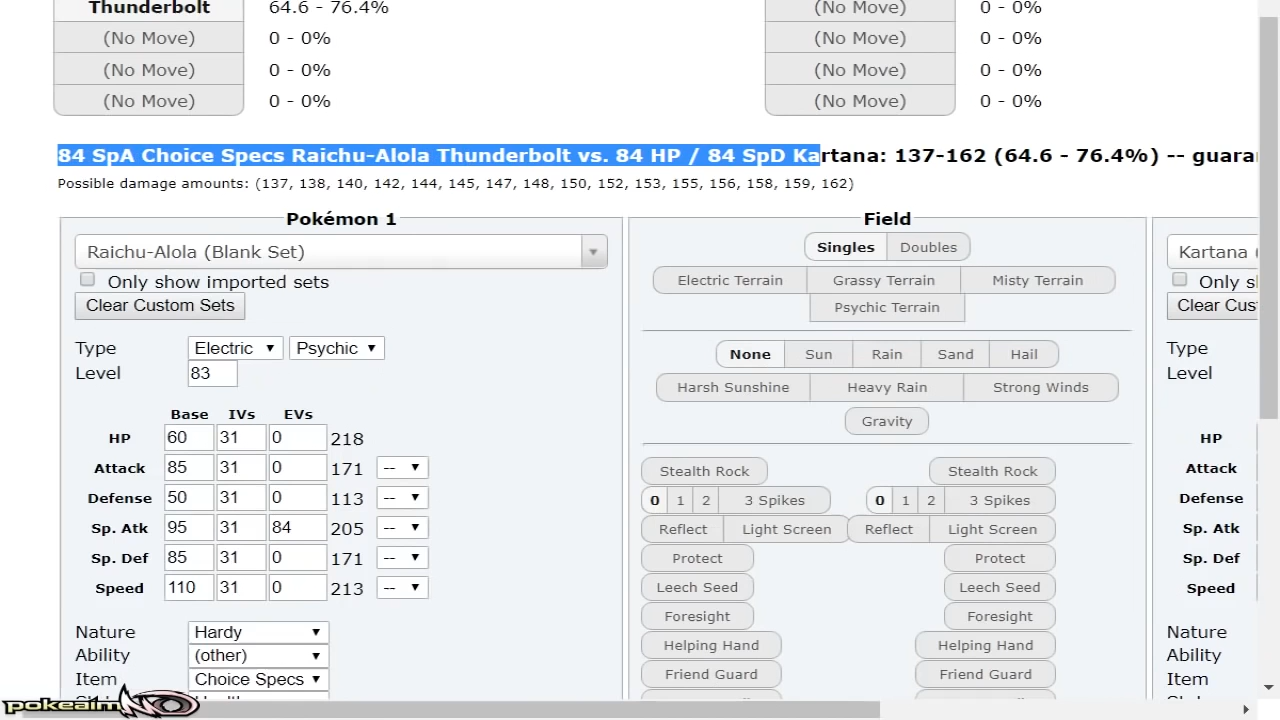 Thunderbolt 64.6 - 76.4% (No Move) 0 - 0%
(No Move) 0 - 0% (No Move) 0 - 0%
(No Move) 0 - 0% (No Move) 0 - 0%
(No Move) 0 - 0% (No Move) 0 - 0%
84 SpA Choice Specs Raichu-Alola Thunderbolt vs. 84 HP / 84 SpD Kartana: 137-162 (64.6 - 76.4%) -- guara
Possible damage amounts: (137, 138, 140, 142, 144, 145, 147, 148, 150, 152, 153, 155, 156, 158, 159, 162)
Pokémon 1
Raichu-Alola (Blank Set)
Only show imported sets
Clear Custom Sets
Type Electric Psychic
Level 83
Base IVs EVs
HP 60 31 0 218
Attack 85 31 0 171 --
Defense 50 31 0 113 --
Sp. Atk 95 31 84 205 --
Sp. Def 85 31 0 171 --
Speed 110 31 0 213 --
Nature Hardy
Ability (other)
Item Choice Specs
Field
Singles Doubles
Electric Terrain Grassy Terrain Misty Terrain
Psychic Terrain
None Sun Rain Sand Hail
Harsh Sunshine Heavy Rain Strong Winds
Gravity
Stealth Rock Stealth Rock
0 1 2 3 Spikes 0 1 2 3 Spikes
Reflect Light Screen Reflect Light Screen
Protect Protect
Leech Seed Leech Seed
Foresight Foresight
Helping Hand Helping Hand
Friend Guard Friend Guard
Kartana (
Only s
Clear Cus
Type
Level
HP
Attack
Defense
Sp. Atk
Sp. Def
Speed
Nature
Ability
Item
pokeaimMD